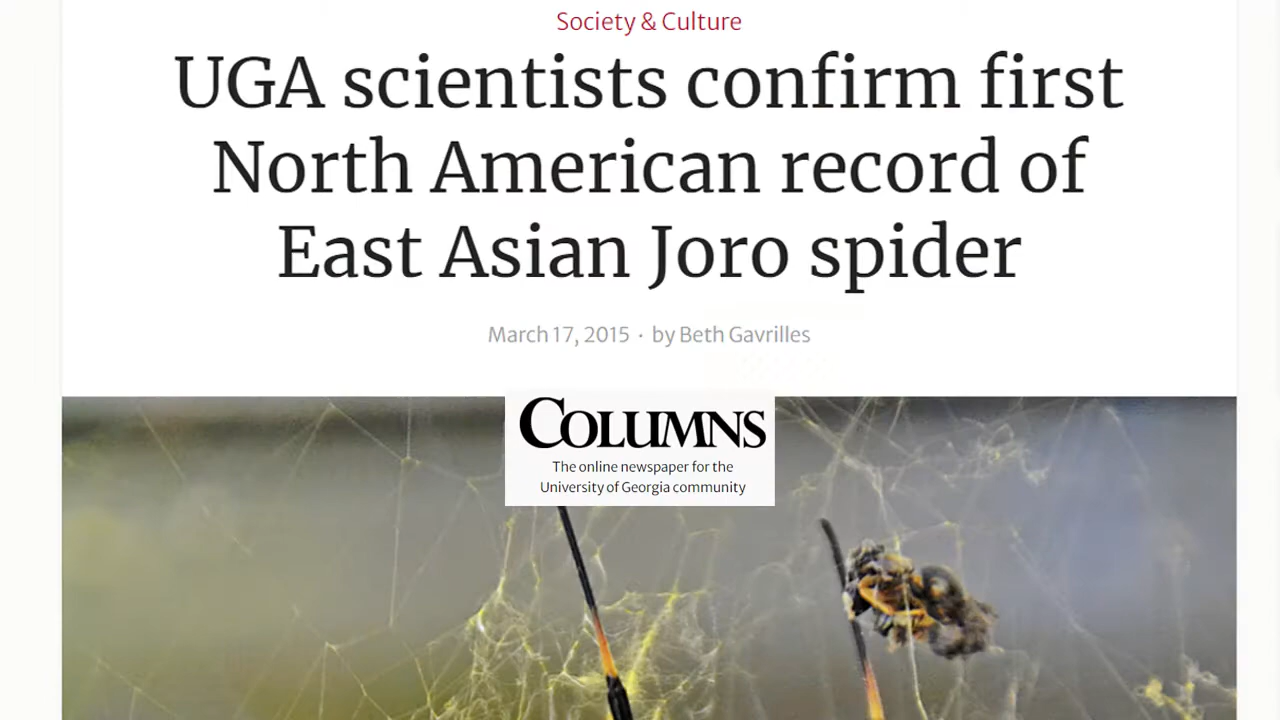 Society & Culture
UGA scientists confirm first
North American record of
East Asian Joro spider
March 17, 2015 · by Beth Gavrilles
COLUMNS
The online newspaper for the
University of Georgia community